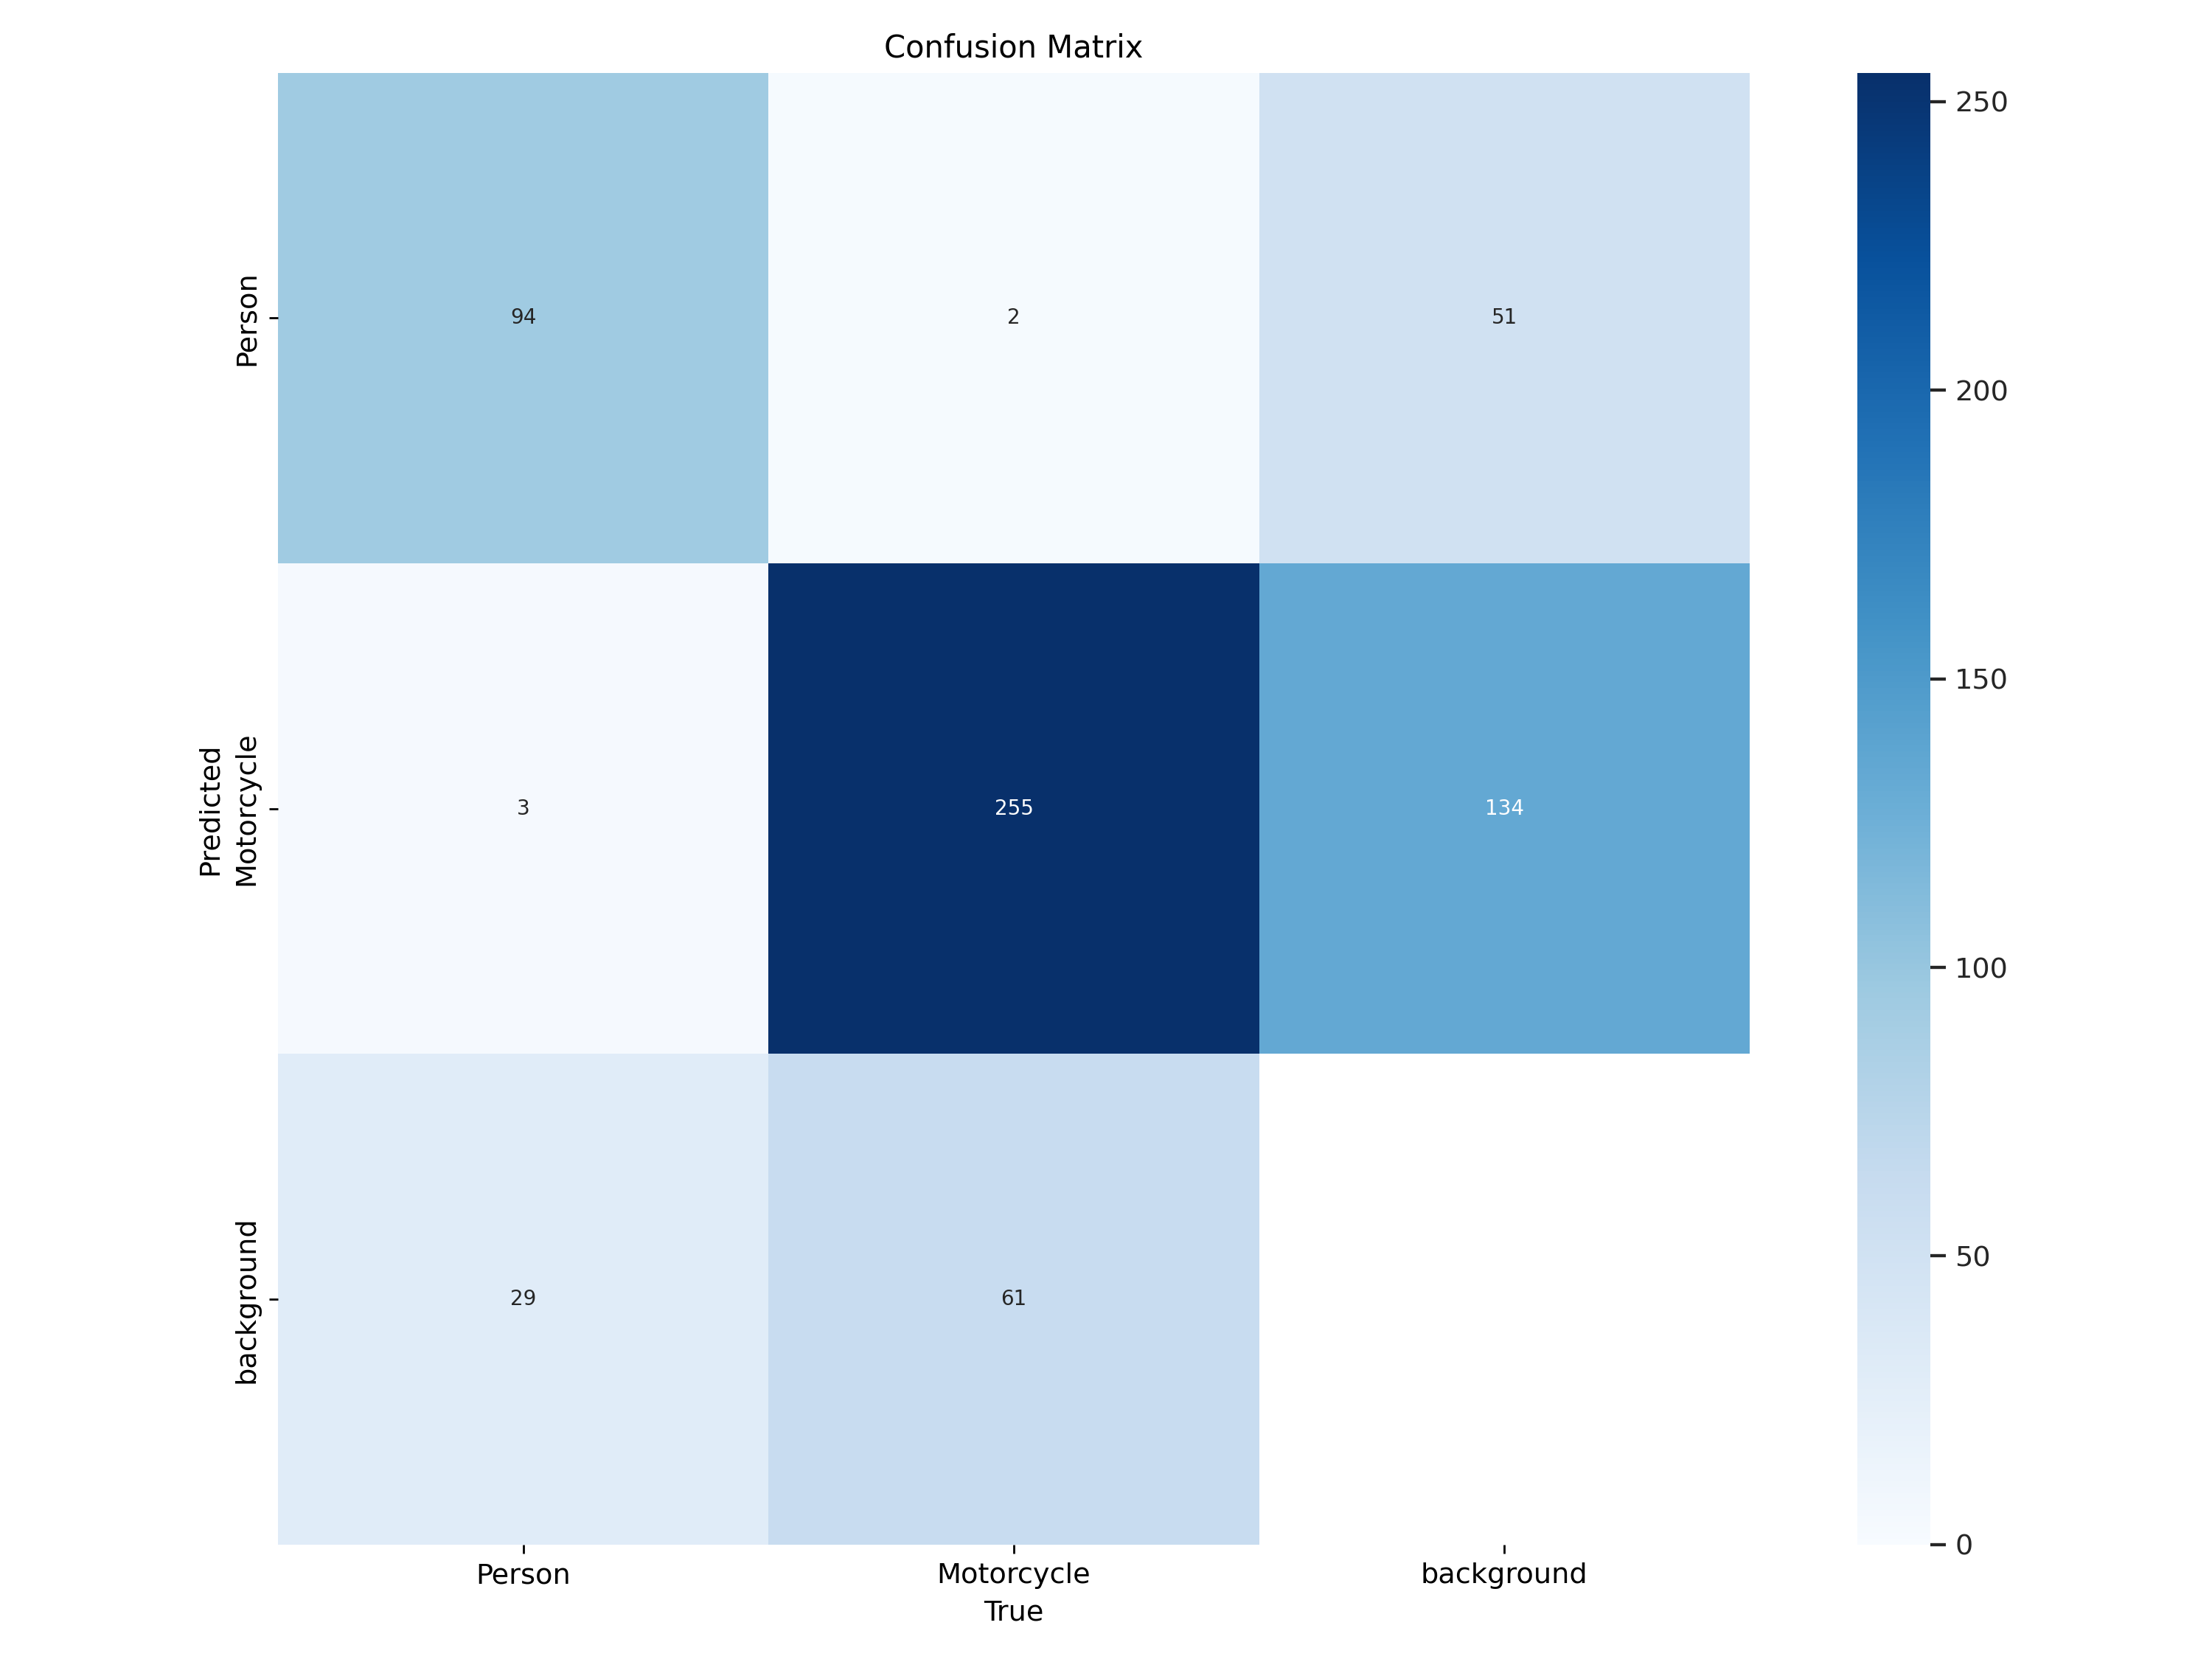 Confusion Matrix
Person
94
2
51
250
200
150
100
50
0
Predicted
Motorcycle
3
255
134
background
29
61
Person
Motorcycle
background
True